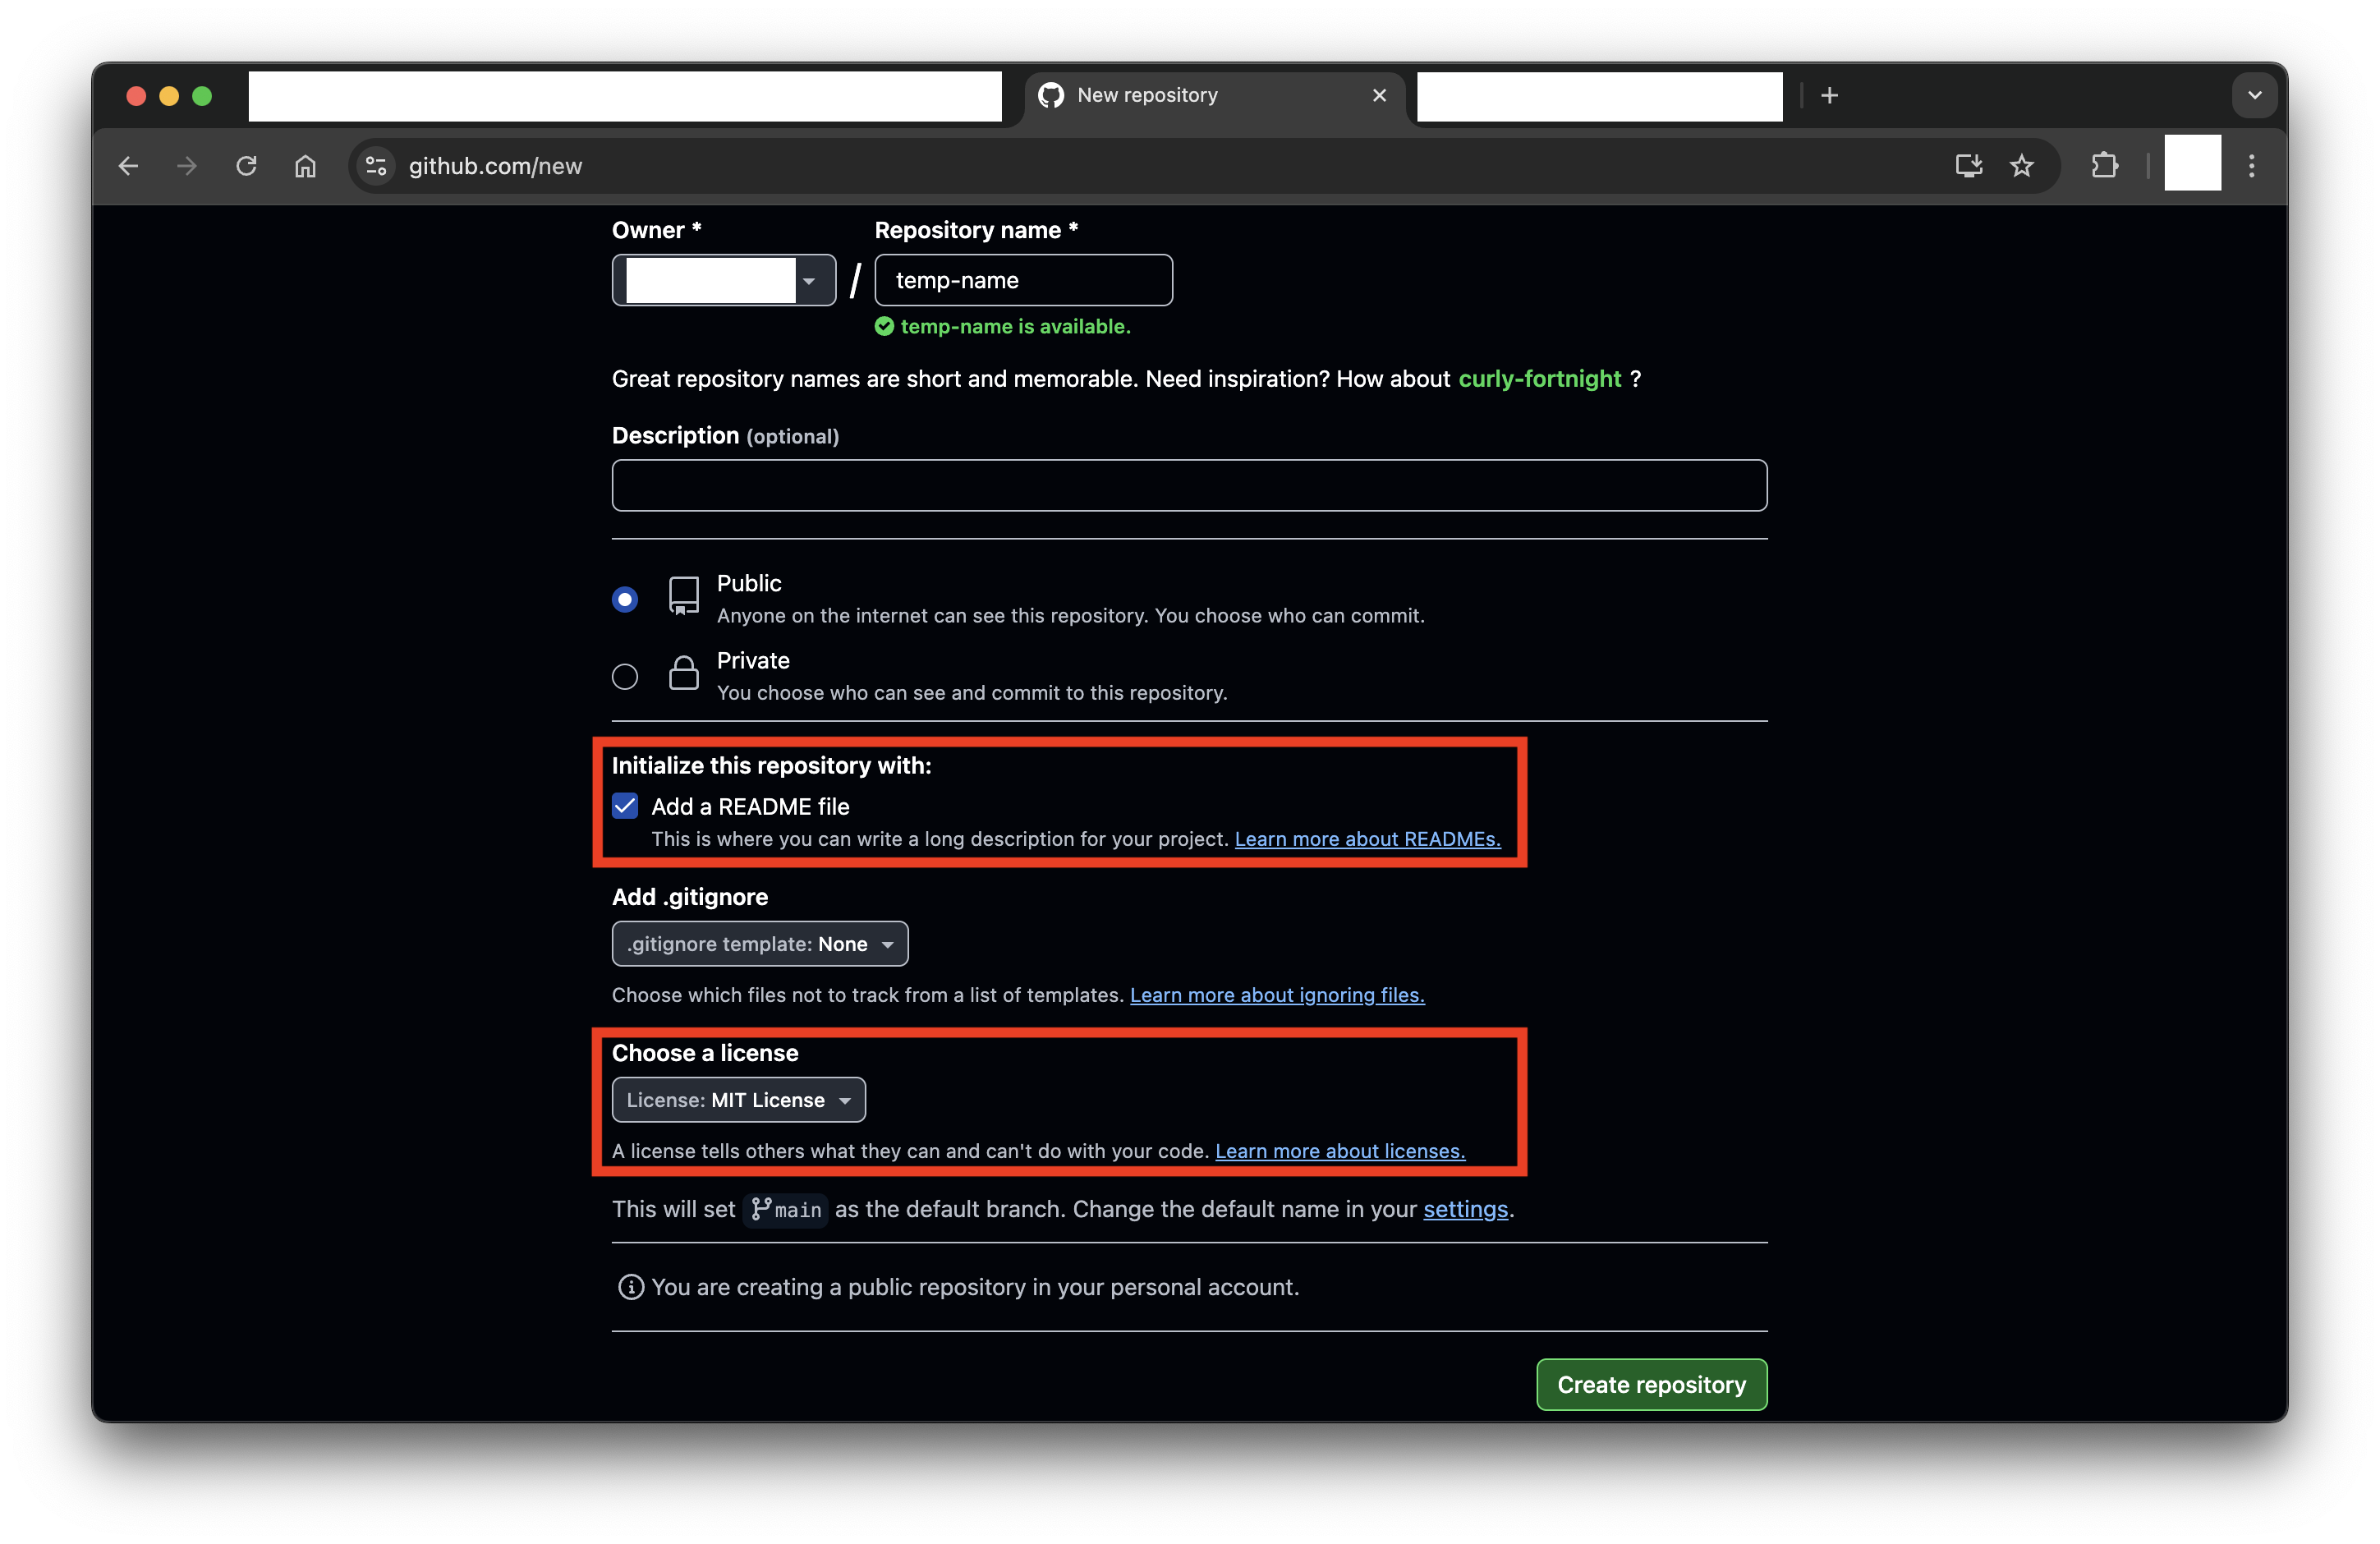 New repository
github.com/new
Owner *
Repository name *
/
temp-name
temp-name is available.
Great repository names are short and memorable. Need inspiration? How about curly-fortnight ?
Description (optional)
Public
Anyone on the internet can see this repository. You choose who can commit.
Private
You choose who can see and commit to this repository.
Initialize this repository with:
Add a README file
This is where you can write a long description for your project. Learn more about READMEs.
Add .gitignore
.gitignore template: None
Choose which files not to track from a list of templates. Learn more about ignoring files.
Choose a license
License: MIT License
A license tells others what they can and can't do with your code. Learn more about licenses.
This will set main as the default branch. Change the default name in your settings.
You are creating a public repository in your personal account.
Create repository